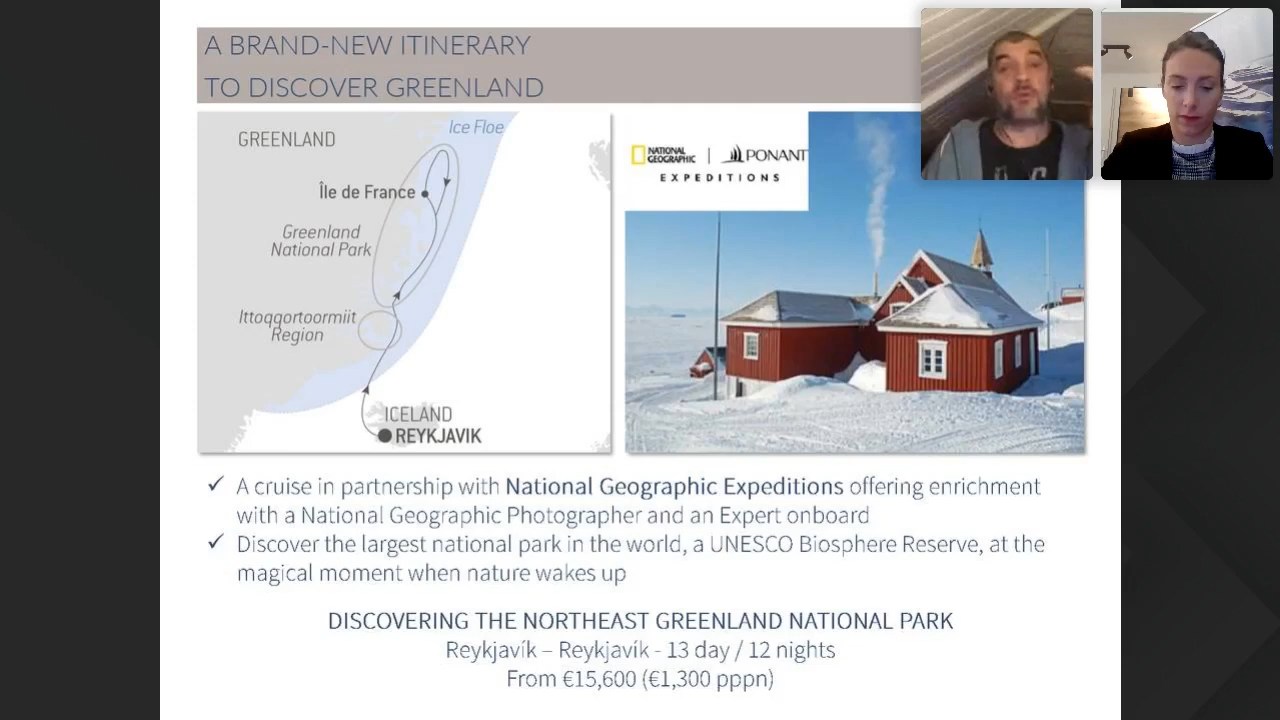 A BRAND-NEW ITINERARY
TO DISCOVER GREENLAND
GREENLAND
Ice Floe
Île de France
Greenland
National Park
Ittoqqortoormiit
Region
ICELAND
REYKJAVIK
NATIONAL
GEOGRAPHIC | PONANT
EXPEDITIONS
✓ A cruise in partnership with National Geographic Expeditions offering enrichment
with a National Geographic Photographer and an Expert onboard
✓ Discover the largest national park in the world, a UNESCO Biosphere Reserve, at the
magical moment when nature wakes up
DISCOVERING THE NORTHEAST GREENLAND NATIONAL PARK
Reykjavík – Reykjavík - 13 day / 12 nights
From €15,600 (€1,300 pppn)